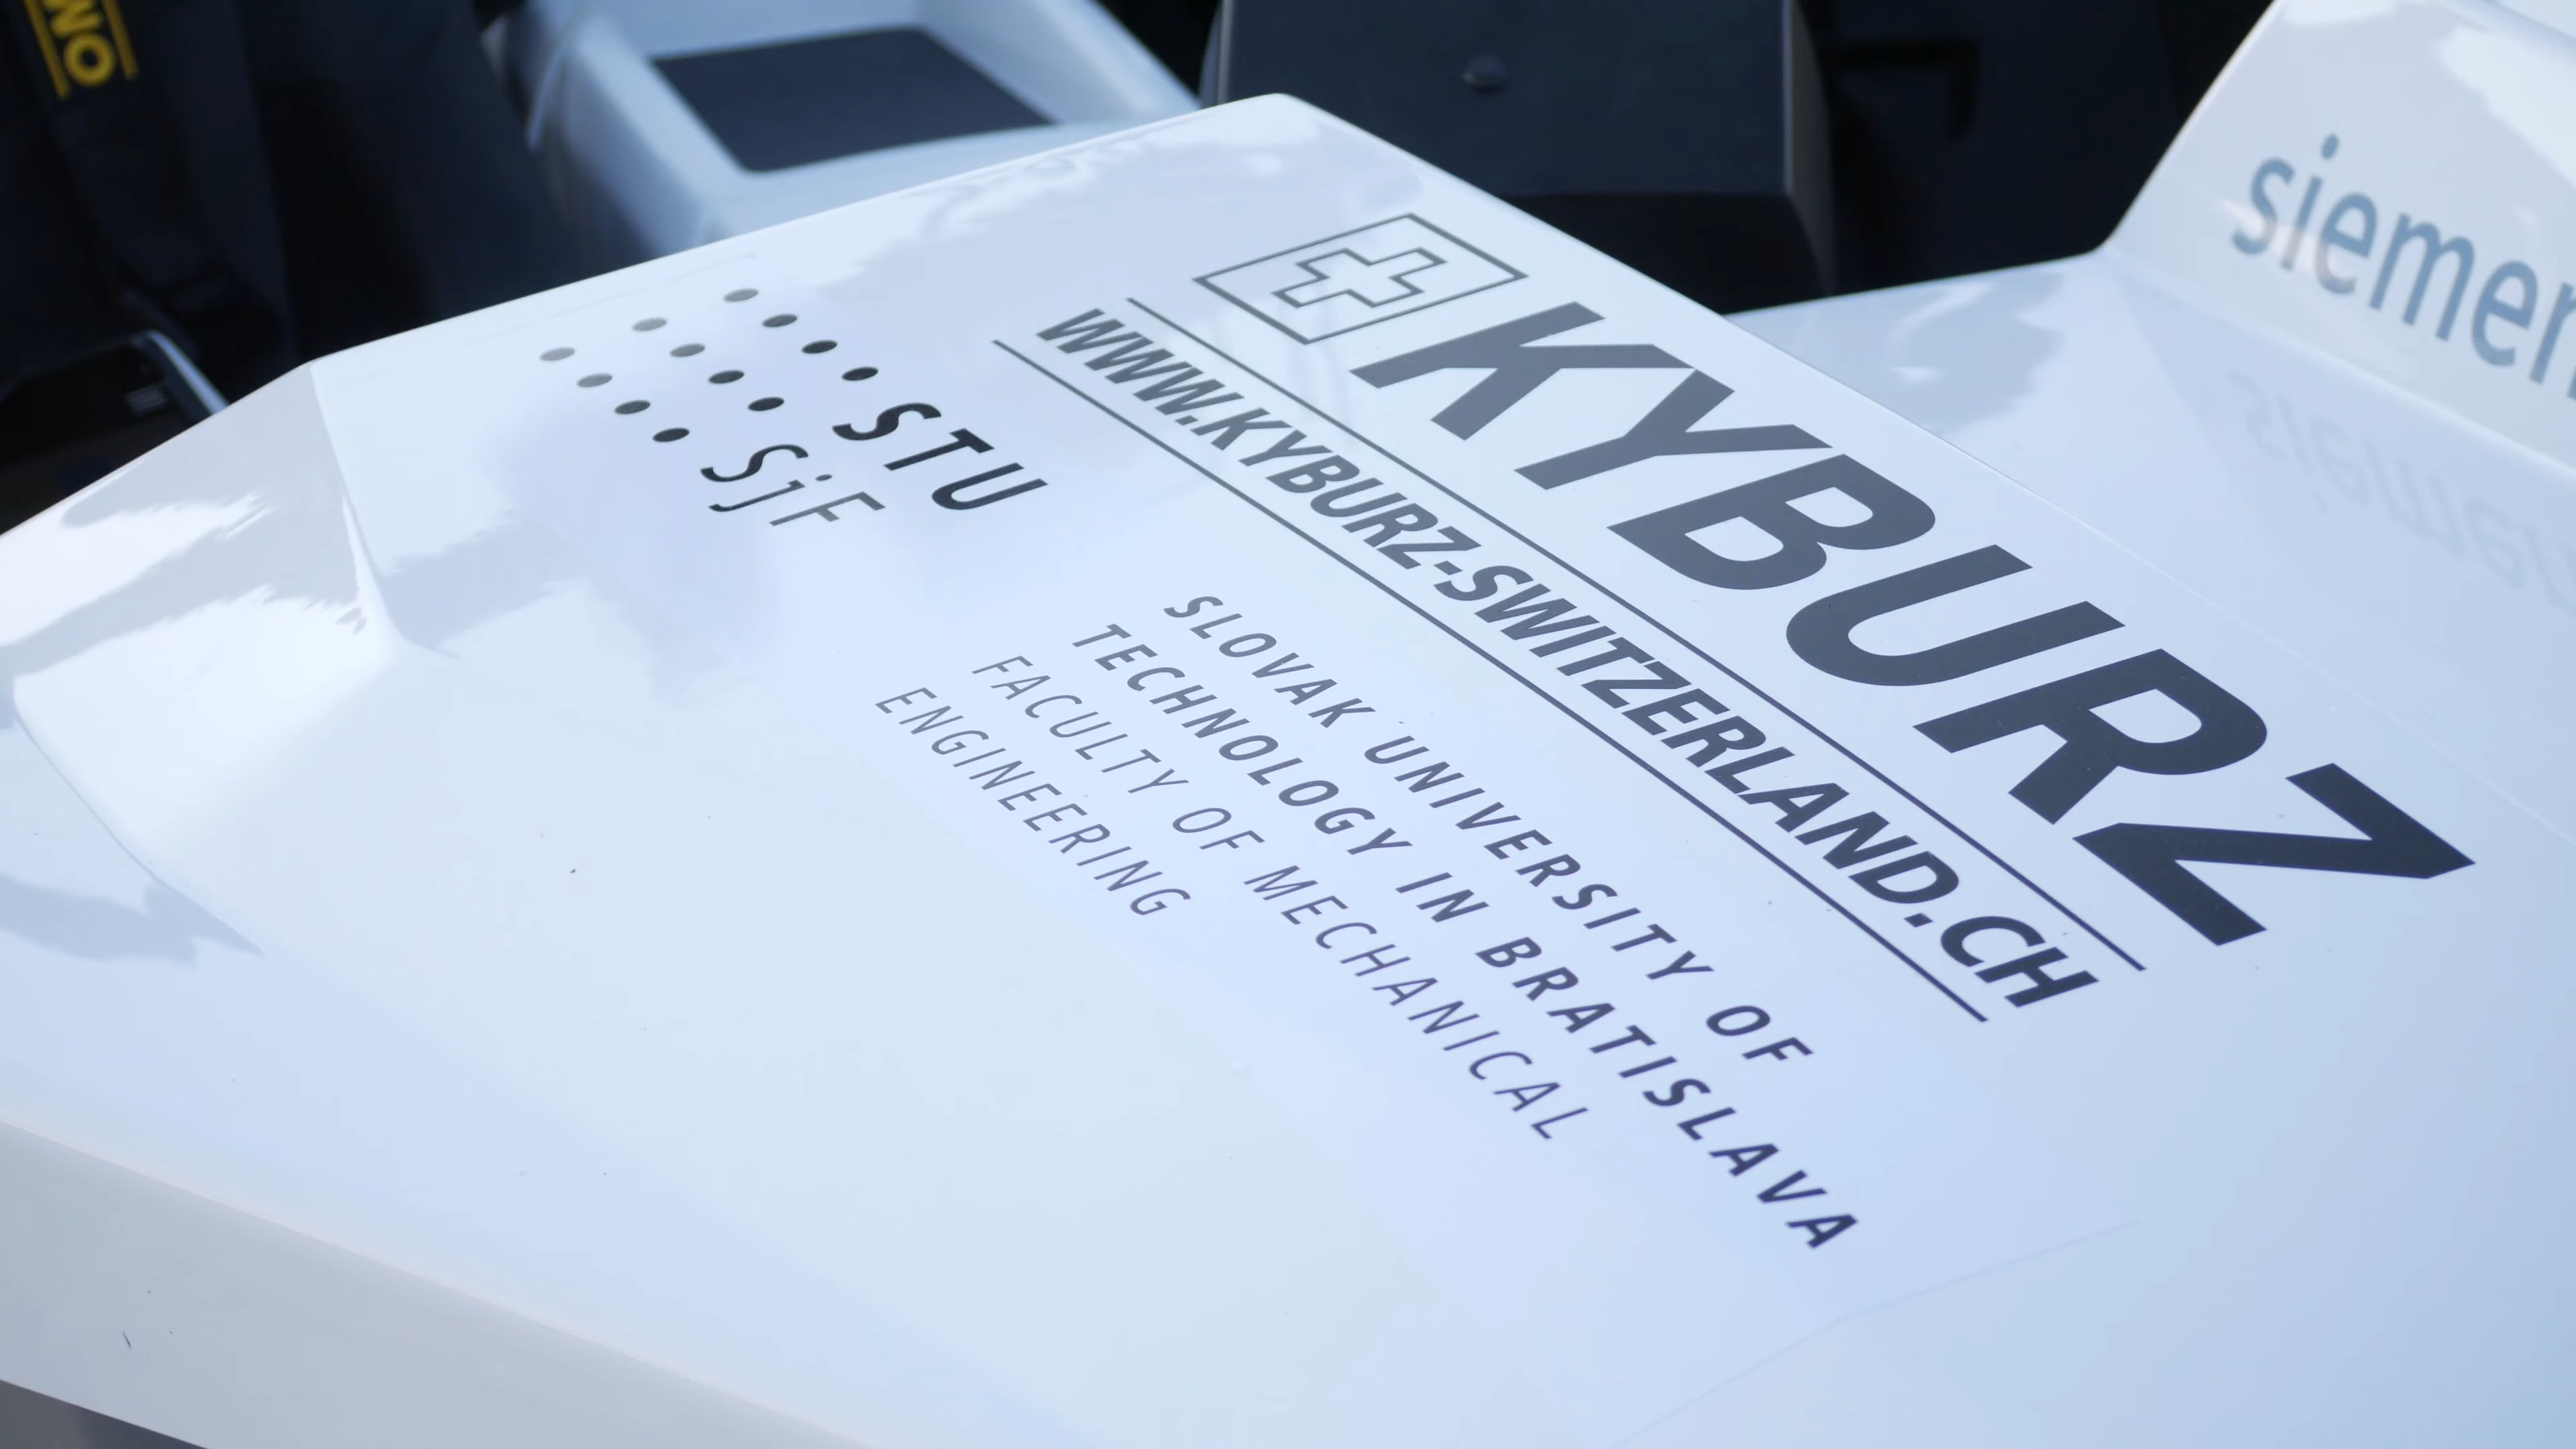 KYBURZ
WWW.KYBURZ-SWITZERLAND.CH
STU
SjF
SLOVAK UNIVERSITY OF
TECHNOLOGY IN BRATISLAVA
FACULTY OF MECHANICAL
ENGINEERING
siemen